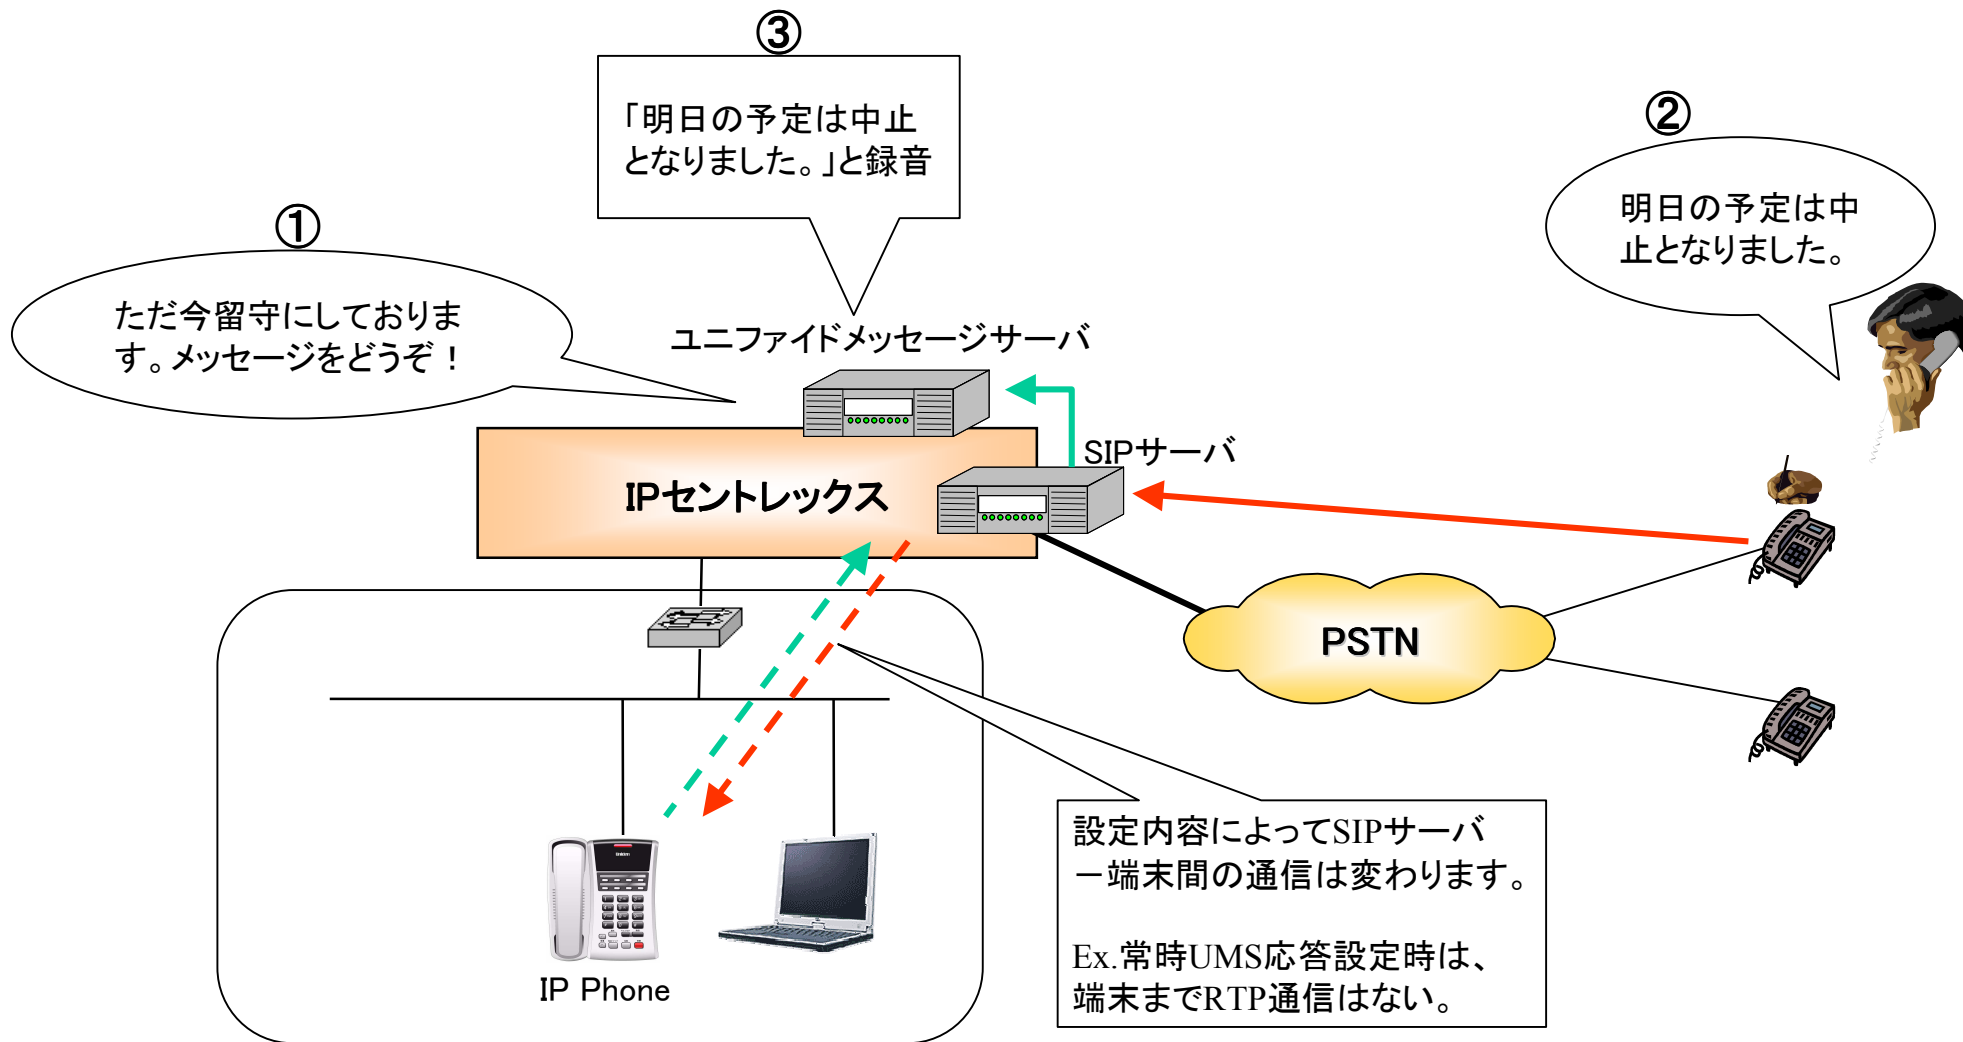 ③
「明日の予定は中止
となりました。」と録音
②
明日の予定は中
止となりました。
①
ただ今留守にしておりま
す。メッセージをどうぞ！
ユニファイドメッセージサーバ
SIPサーバ
IPセントレックス
PSTN
設定内容によってSIPサーバ
－端末間の通信は変わります。
Ex.常時UMS応答設定時は、
端末までRTP通信はない。
IP Phone